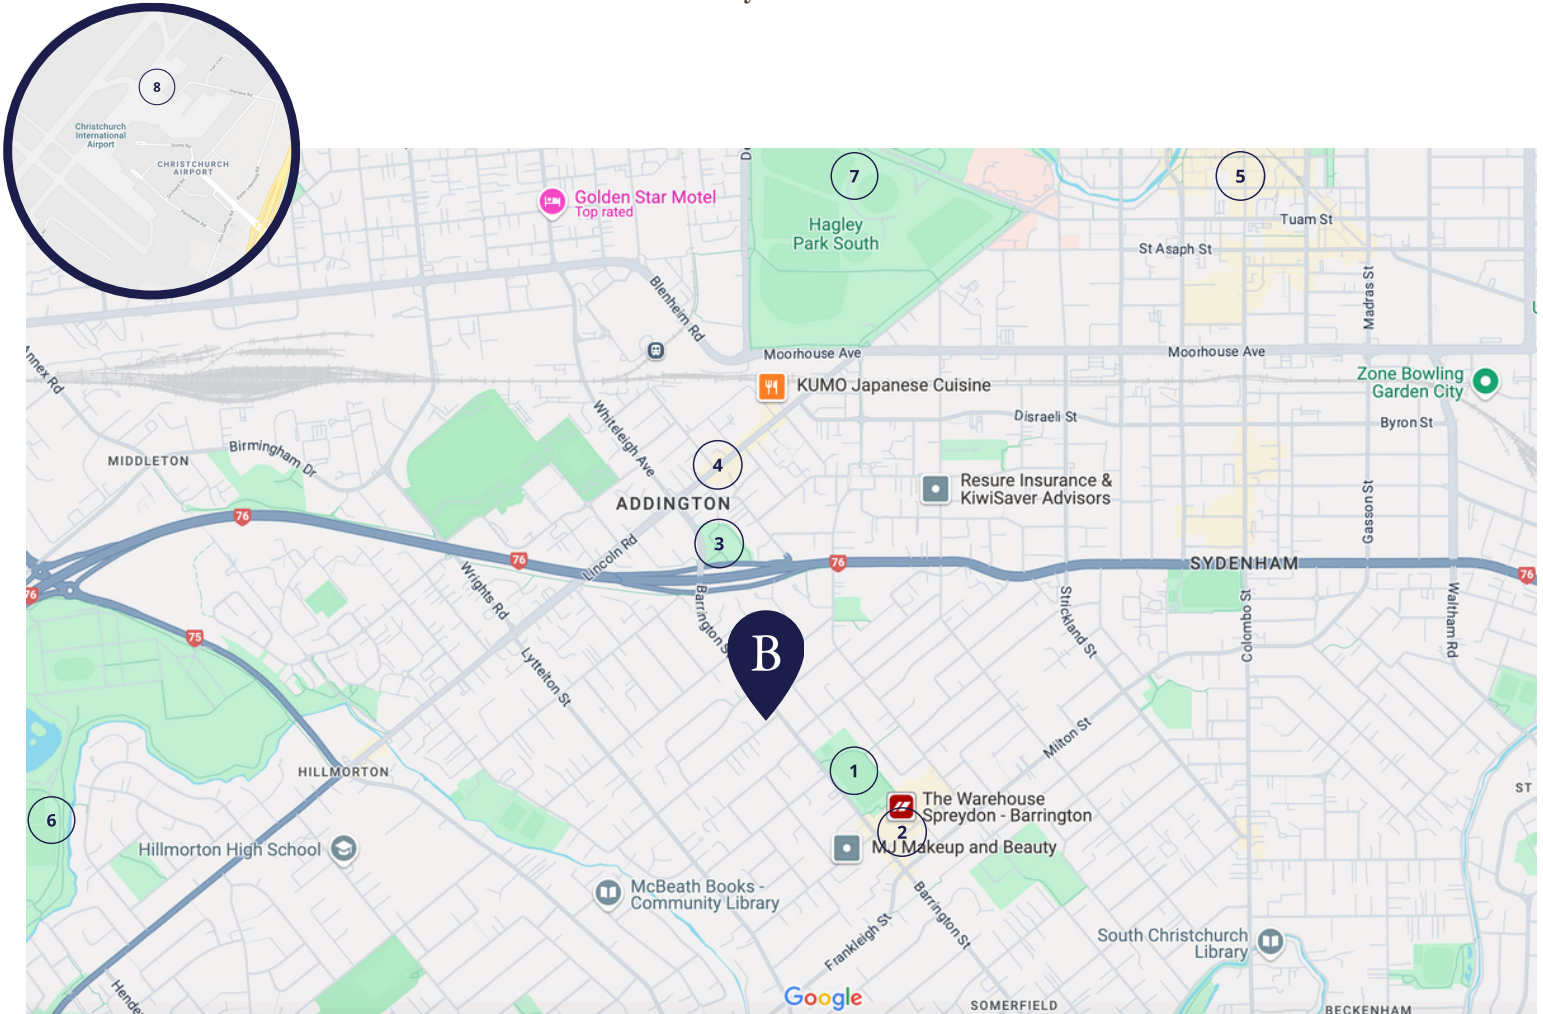 8
Christchurch
International
Airport
CHRISTCHURCH
AIRPORT
7
5
Golden Star Motel
Top rated
Hagley
Park South
Tuam St
St Asaph St
Madras St
Blenheim Rd
Moorhouse Ave
Moorhouse Ave
Annex Rd
KUMO Japanese Cuisine
Zone Bowling
Garden City
Disraeli St
Byron St
Whiteleigh Ave
Birmingham Dr
MIDDLETON
4
ADDINGTON
Resure Insurance &
KiwiSaver Advisors
Gasson St
76
3
Lincoln Rd
76
76
SYDENHAM
76
76
Wrights Rd
Barrington S
Strickland St
Colombo St
Waltham Rd
75
B
Lyttelton St
Milton St
HILLMORTON
1
ST
The Warehouse
Spreydon - Barrington
6
2
Hillmorton High School
MJ Makeup and Beauty
McBeath Books -
Community Library
Barrington St
Frankleigh St
South Christchurch
Library
Google
SOMERFIELD
BECKENHAM